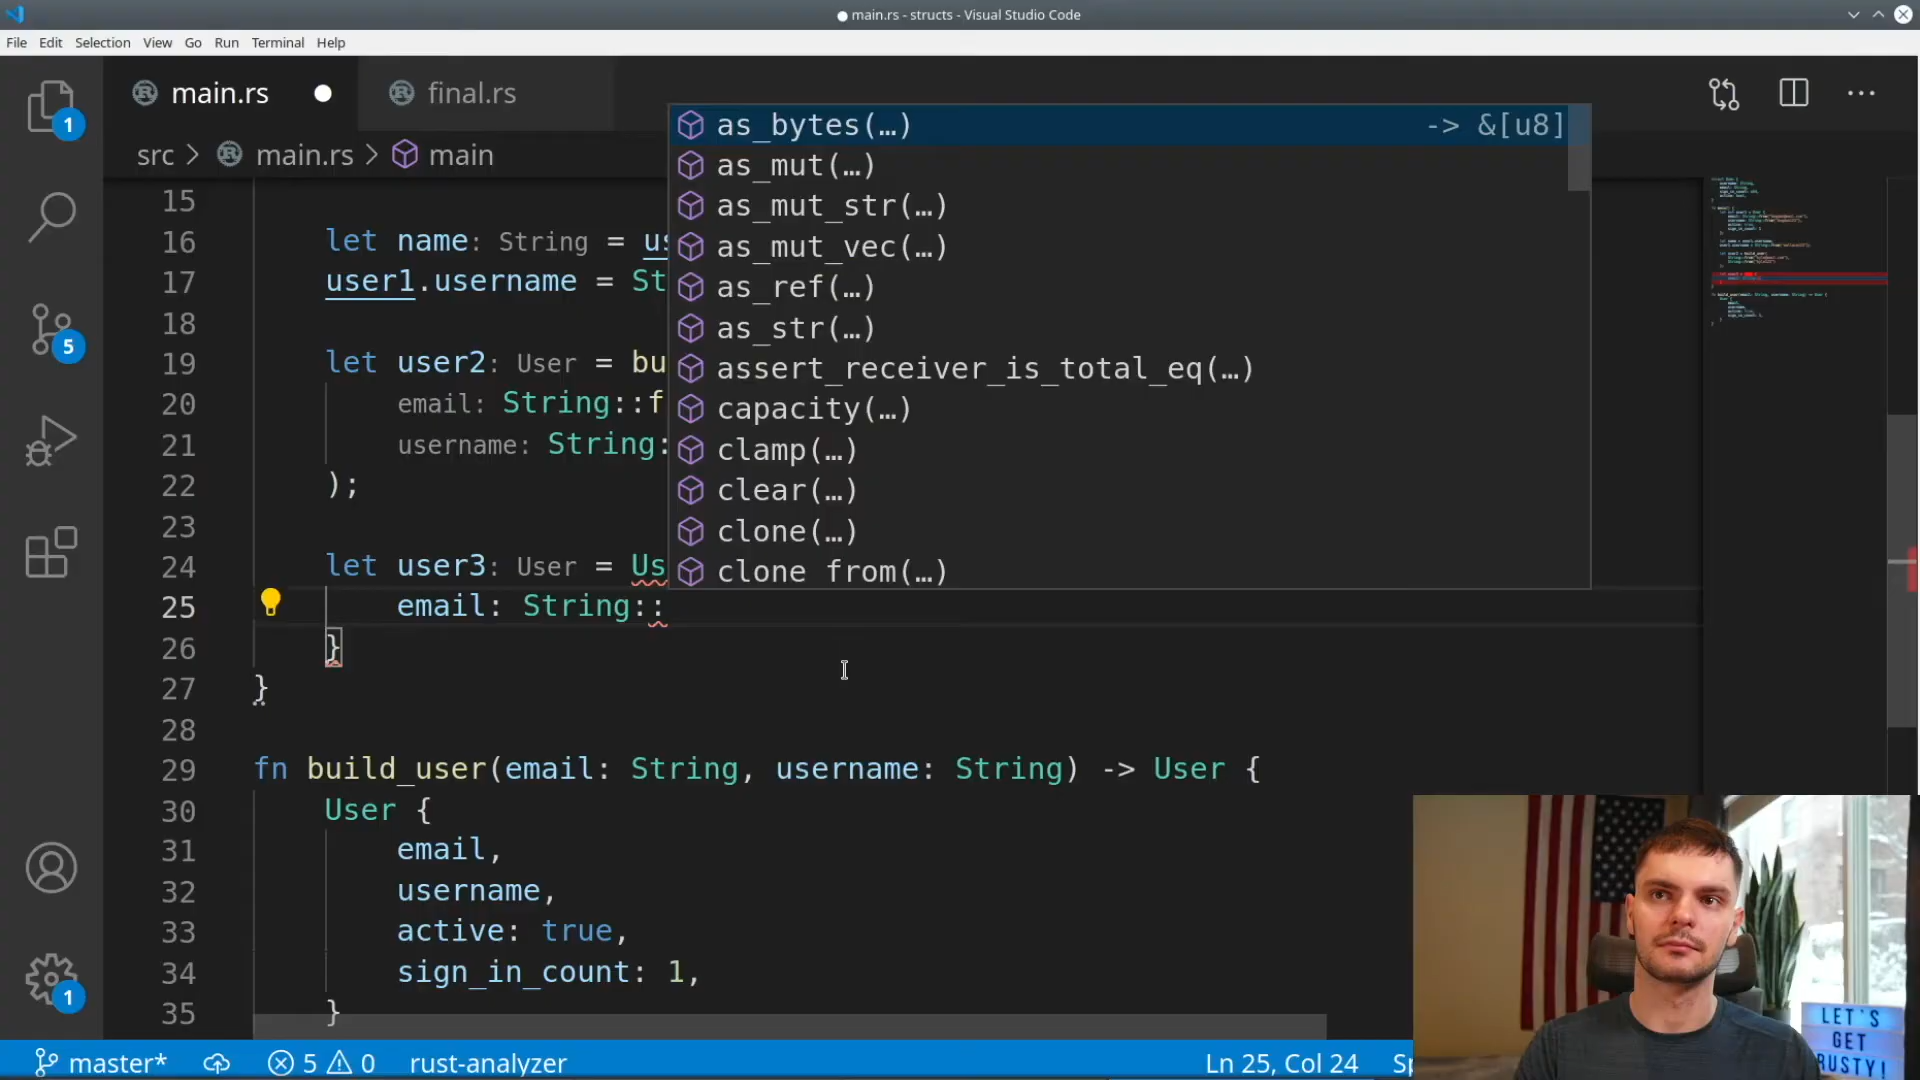 main.rs - structs - Visual Studio Code
File Edit Selection View Go Run Terminal Help
main.rs final.rs
src > main.rs > main
1
5
1
as_bytes(…) -> &[u8]
as_mut(…)
as_mut_str(…)
as_mut_vec(…)
as_ref(…)
as_str(…)
assert_receiver_is_total_eq(…)
capacity(…)
clamp(…)
clear(…)
clone(…)
clone from(…)
15
16 let name: String = us
17 user1.username = St
18
19 let user2: User = bu
20 email: String::f
21 username: String:
22 );
23
24 let user3: User = Us
25 email: String::
26 }
27 }
28
29 fn build_user(email: String, username: String) -> User {
30 User {
31 email,
32 username,
33 active: true,
34 sign_in_count: 1,
35 }
LET'S
GET
RUSTY!
master* 5 0 rust-analyzer Ln 25, Col 24 Sp